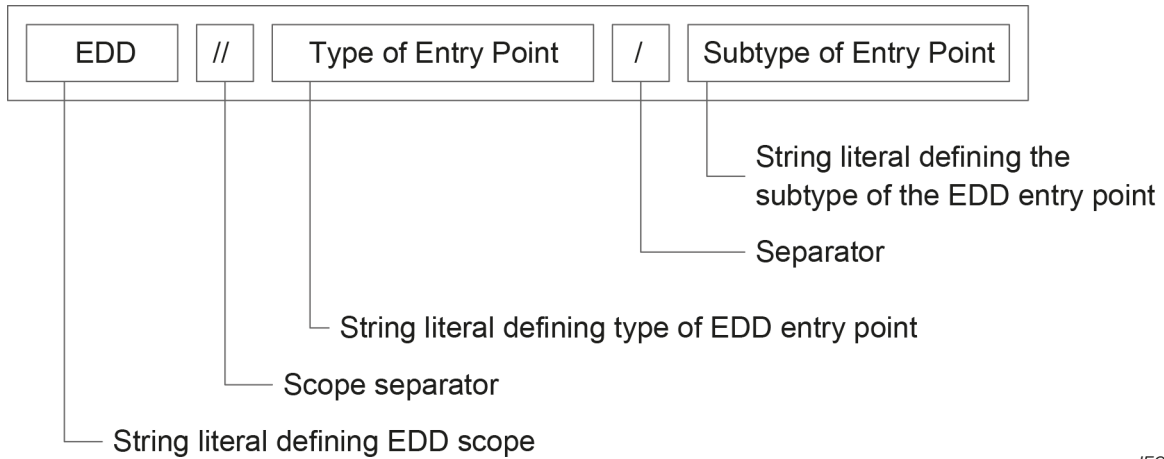 EDD // Type of Entry Point / Subtype of Entry Point
String literal defining the
subtype of the EDD entry point
Separator
String literal defining type of EDD entry point
Scope separator
String literal defining EDD scope